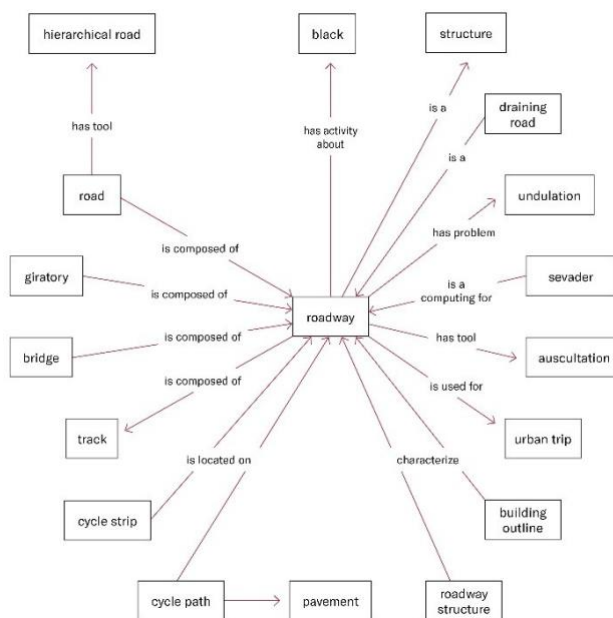 hierarchical road
black
structure
is a
draining
road
has tool
has activity
about
is a
road
undulation
is composed of
has problem
giratory
is composed of
is a
computing for
sevader
roadway
bridge
is composed of
has tool
auscultation
is composed of
is used for
track
urban trip
is located on
characterize
cycle strip
building
outline
cycle path
pavement
roadway
structure